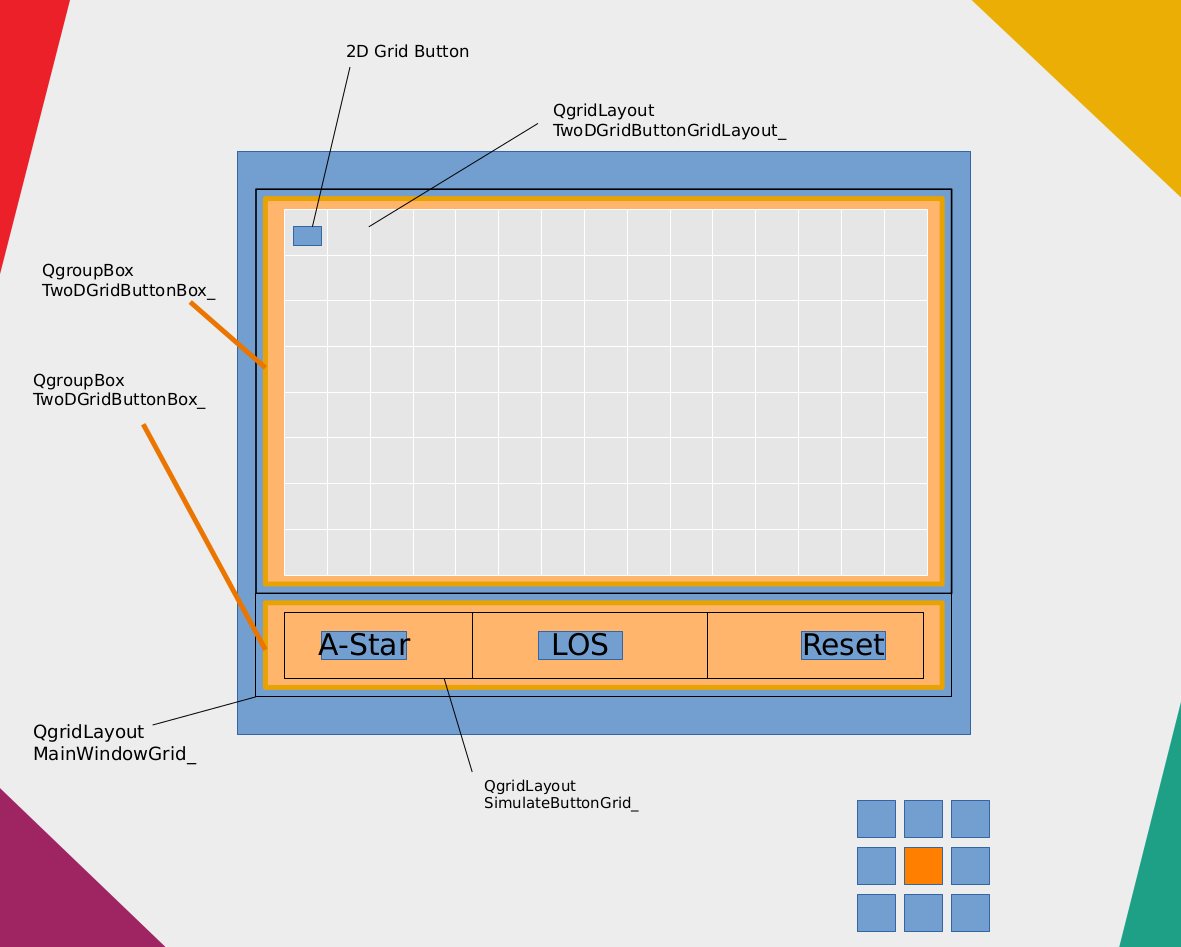 2D Grid Button
QgridLayout
TwoDGridButtonGridLayout_
QgroupBox
TwoDGridButtonBox_
QgroupBox
TwoDGridButtonBox_
A-Star
LOS
Reset
QgridLayout
MainWindowGrid_
QgridLayout
SimulateButtonGrid_